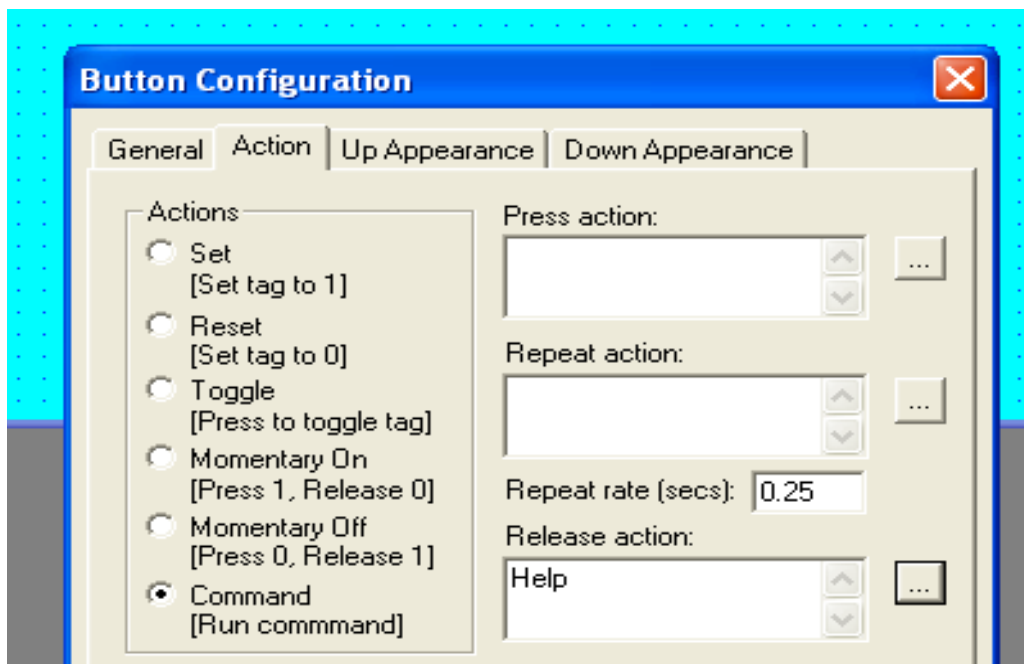 Button Configuration
General Action Up Appearance Down Appearance
Actions
Set
[Set tag to 1]
Reset
[Set tag to 0]
Toggle
[Press to toggle tag]
Momentary On
[Press 1, Release 0]
Momentary Off
[Press 0, Release 1]
Command
[Run commmand]
Press action:
...
Repeat action:
...
Repeat rate (secs): 0.25
Release action:
Help
...